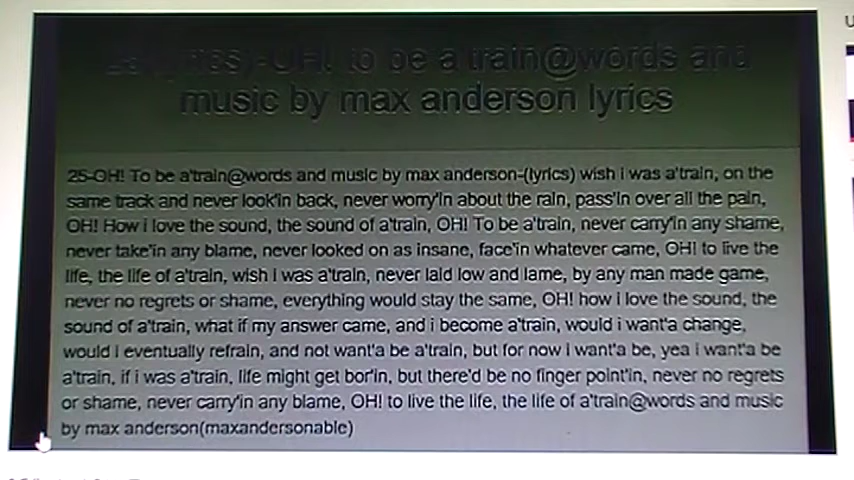 to be a train@words and
music by max anderson lyrics
25-OH! To be a'train@words and music by max anderson-(lyrics) wish i was a'train, on the
same track and never look'in back, never worry'in about the rain, pass'in over all the pain,
OH! How i love the sound, the sound of a'train, OH! To be a'train, never carry'in any shame,
never take'in any blame, never looked on as insane, face'in whatever came, OH! to live the
life, the life of a'train, wish i was a'train, never laid low and lame, by any man made game,
never no regrets or shame, everything would stay the same, OH! how i love the sound, the
sound of a'train, what if my answer came, and i become a'train, would i want'a change,
would i eventually refrain, and not want'a be a'train, but for now i want'a be, yea i want'a be
a'train, if i was a'train, life might get bor'in, but there'd be no finger point'in, never no regrets
or shame, never carry'in any blame, OH! to live the life, the life of a'train@words and music
by max anderson(maxandersonable)